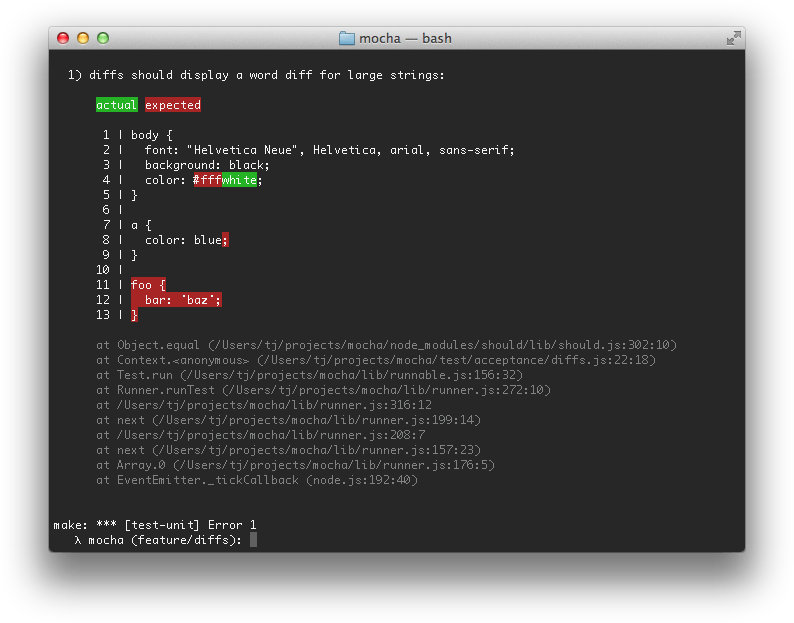 mocha — bash
1) diffs should display a word diff for large strings:
actual expected
1 | body {
2 |   font: "Helvetica Neue", Helvetica, arial, sans-serif;
3 |   background: black;
4 |   color: #fffwhite;
5 | }
6 |
7 | a {
8 |   color: blue;
9 | }
10 |
11 | foo {
12 |   bar: 'baz';
13 | }
at Object.equal (/Users/tj/projects/mocha/node_modules/should/lib/should.js:302:10)
at Context.<anonymous> (/Users/tj/projects/mocha/test/acceptance/diffs.js:22:18)
at Test.run (/Users/tj/projects/mocha/lib/runnable.js:156:32)
at Runner.runTest (/Users/tj/projects/mocha/lib/runner.js:272:10)
at /Users/tj/projects/mocha/lib/runner.js:316:12
at next (/Users/tj/projects/mocha/lib/runner.js:199:14)
at /Users/tj/projects/mocha/lib/runner.js:208:7
at next (/Users/tj/projects/mocha/lib/runner.js:157:23)
at Array.0 (/Users/tj/projects/mocha/lib/runner.js:176:5)
at EventEmitter._tickCallback (node.js:192:40)
make: *** [test-unit] Error 1
λ mocha (feature/diffs):